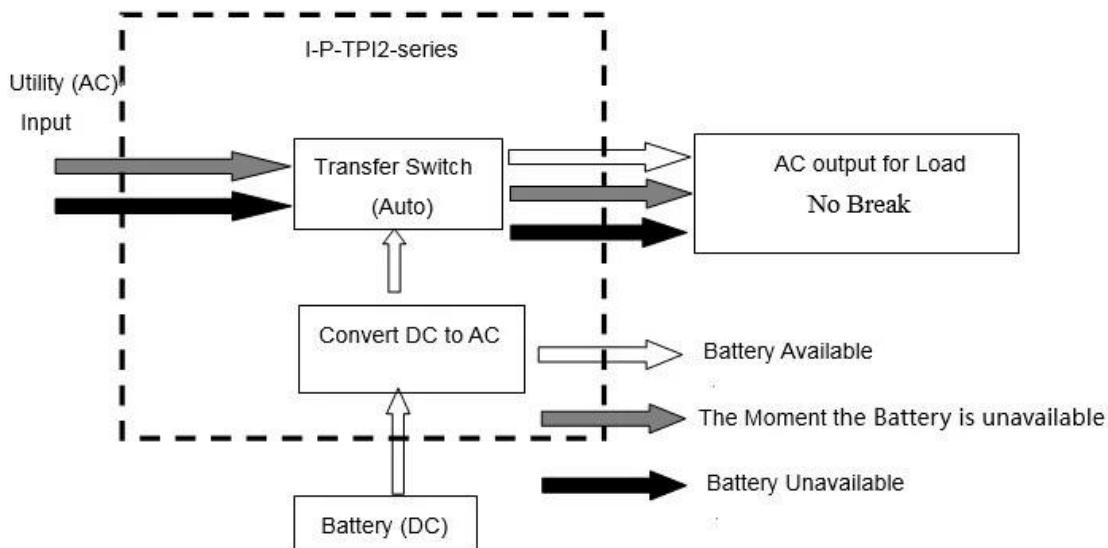 I-P-TPI2-series
Utility (AC)
Input
Transfer Switch
(Auto)
AC output for Load
No Break
Convert DC to AC
Battery Available
The Moment the Battery is unavailable
Battery Unavailable
Battery (DC)